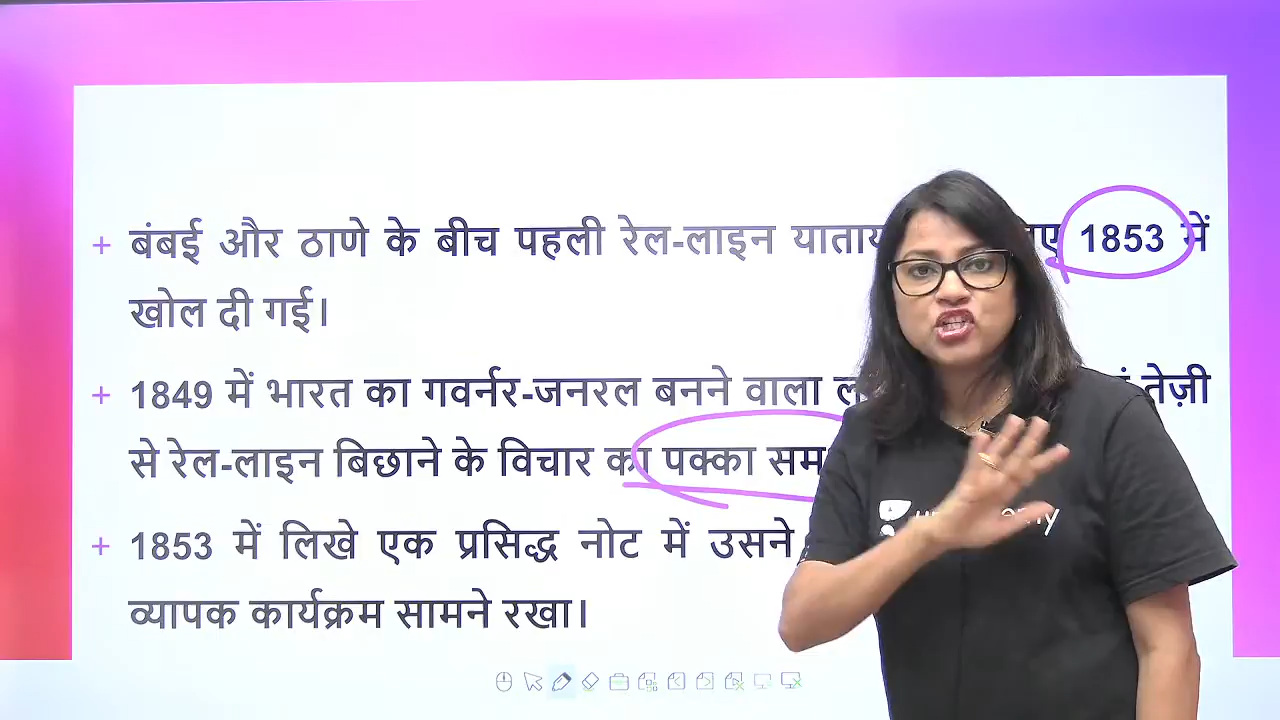 + बंबई और ठाणे के बीच पहली रेल-लाइन 1853 में
खोल दी गई।
+ 1849 में भारत का गवर्नर-जनरल बनने वाला तेज़ी
से रेल-लाइन बिछाने के विचार का पक्का
+ 1853 में लिखे एक प्रसिद्ध नोट में उसने
व्यापक कार्यक्रम सामने रखा।